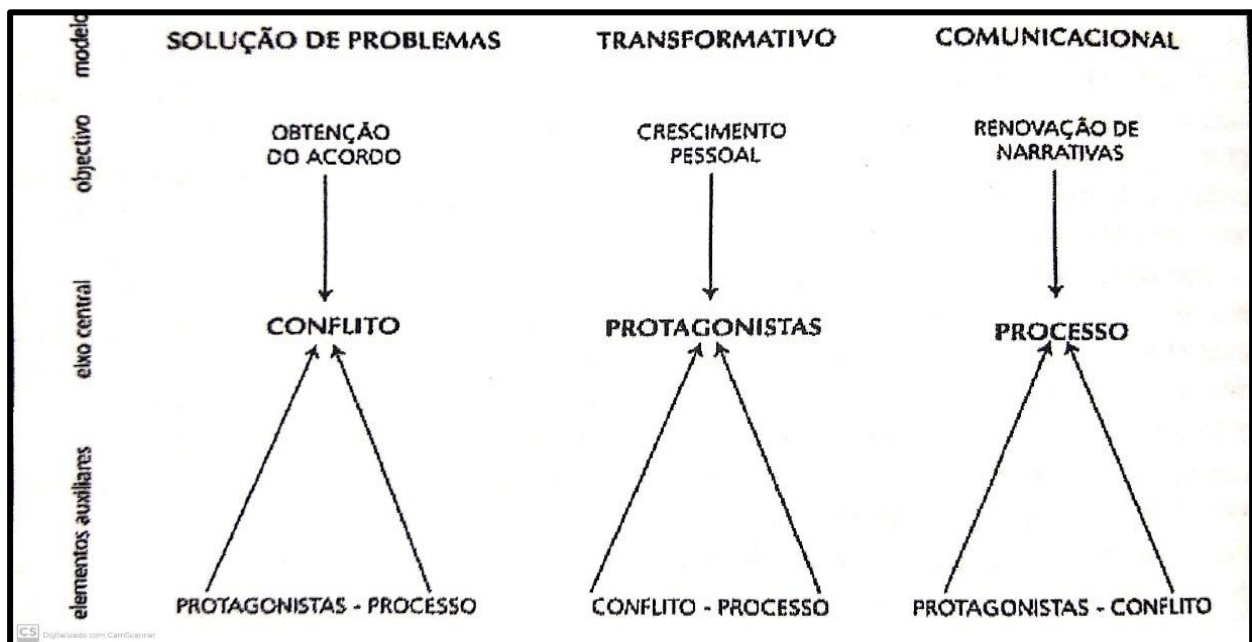 modelo
SOLUÇÃO DE PROBLEMAS
TRANSFORMATIVO
COMUNICACIONAL
objectivo
OBTENÇÃO
DO ACORDO
CRESCIMENTO
PESSOAL
RENOVAÇÃO DE
NARRATIVAS
eixo central
CONFLITO
PROTAGONISTAS
PROCESSO
elementos auxiliares
PROTAGONISTAS - PROCESSO
CONFLITO - PROCESSO
PROTAGONISTAS - CONFLITO
CS Digitalizado com CamScanner